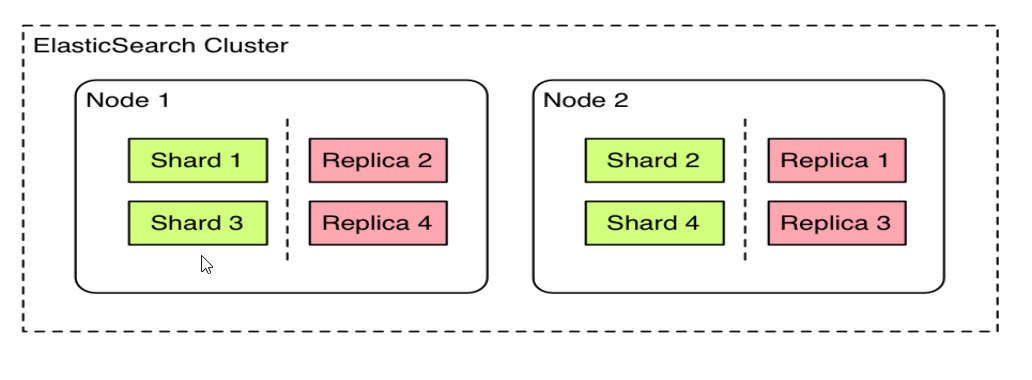 ElasticSearch Cluster
Node 1
Shard 1
Replica 2
Shard 3
Replica 4
Node 2
Shard 2
Replica 1
Shard 4
Replica 3